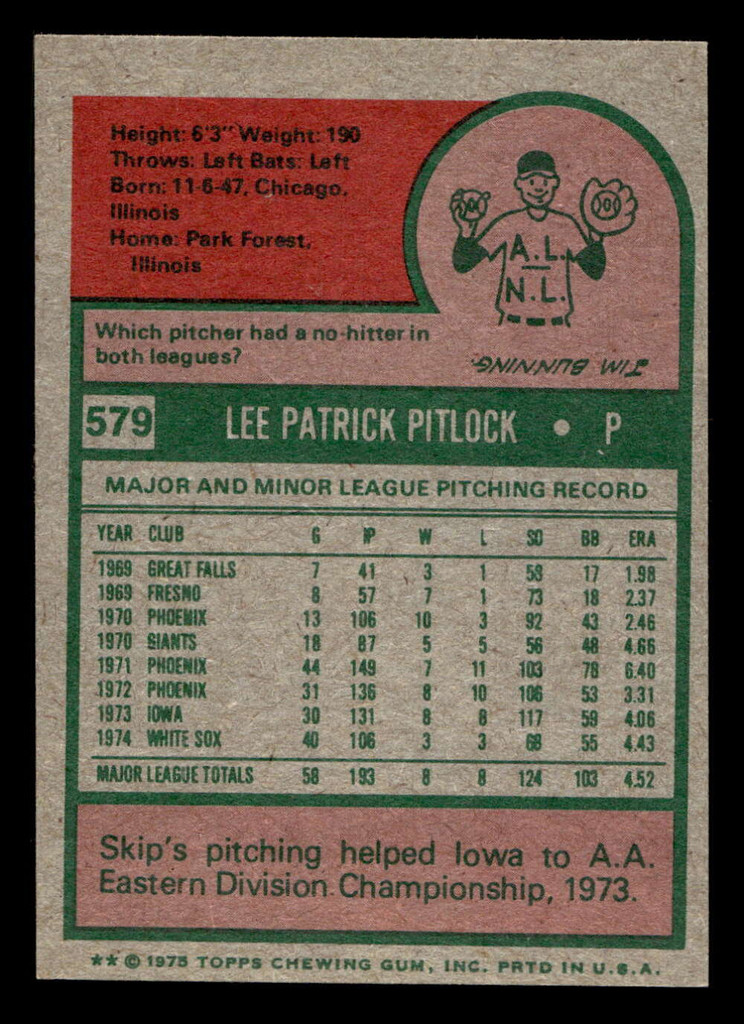 Height: 6'3" Weight: 190
Throws: Left Bats: Left
Born: 11-6-47, Chicago,
Illinois
Home: Park Forest,
Illinois
A.L.
N.L.
Which pitcher had a no-hitter in
both leagues?
JIM BUNNING.
579 LEE PATRICK PITLOCK • P
MAJOR AND MINOR LEAGUE PITCHING RECORD
YEAR CLUB G IP W L SO BB ERA
1969 GREAT FALLS 7 41 3 1 58 17 1.98
1969 FRESNO 8 57 7 1 73 18 2.37
1970 PHOENIX 13 106 10 3 92 43 2.46
1970 GIANTS 18 87 5 5 56 48 4.66
1971 PHOENIX 44 149 7 11 103 78 6.40
1972 PHOENIX 31 136 8 10 106 53 3.31
1973 IOWA 30 131 8 8 117 59 4.06
1974 WHITE SOX 40 106 3 3 68 55 4.43
MAJOR LEAGUE TOTALS 58 193 8 8 124 103 4.52
Skip's pitching helped Iowa to A.A.
Eastern Division Championship, 1973.
** © 1975 TOPPS CHEWING GUM, INC. PRTD IN U.S.A.